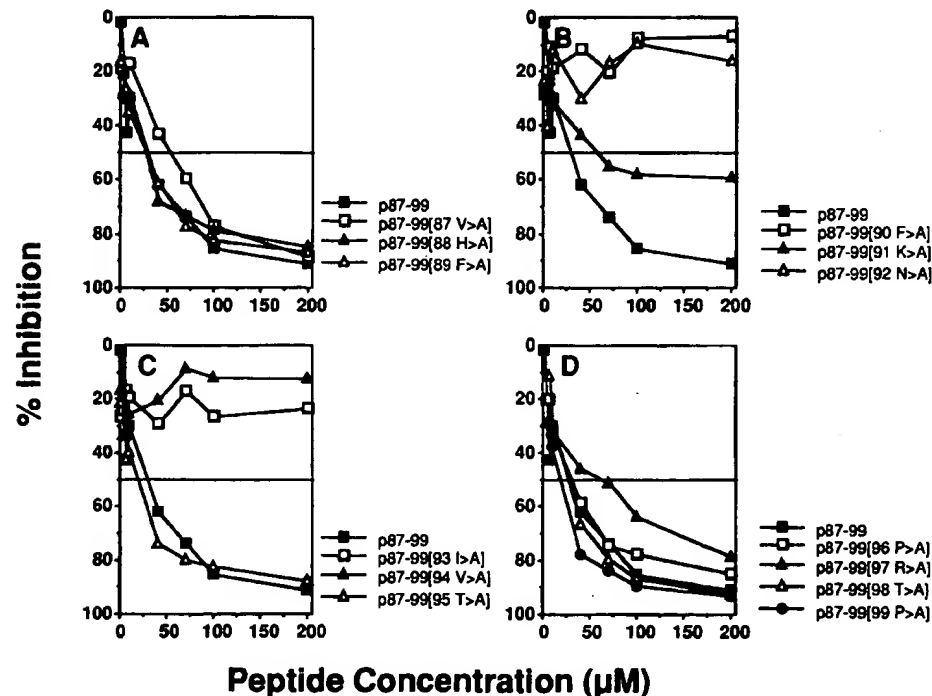 A
0
20
40
60
80
100
0 50 100 150 200
p87-99
p87-99[87 V>A]
p87-99[88 H>A]
p87-99[89 F>A]
B
0
20
40
60
80
100
0 50 100 150 200
p87-99
p87-99[90 F>A]
p87-99[91 K>A]
p87-99[92 N>A]
C
0
20
40
60
80
100
0 50 100 150 200
p87-99
p87-99[93 I>A]
p87-99[94 V>A]
p87-99[95 T>A]
D
0
20
40
60
80
100
0 50 100 150 200
p87-99
p87-99[96 P>A]
p87-99[97 R>A]
p87-99[98 T>A]
p87-99[99 P>A]
% Inhibition
Peptide Concentration (µM)